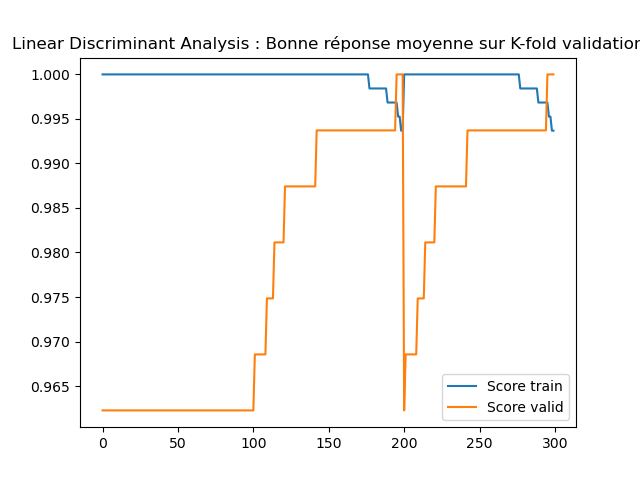 Linear Discriminant Analysis : Bonne réponse moyenne sur K-fold validation
1.000
0.995
0.990
0.985
0.980
0.975
0.970
0.965
0 50 100 150 200 250 300
Score train
Score valid